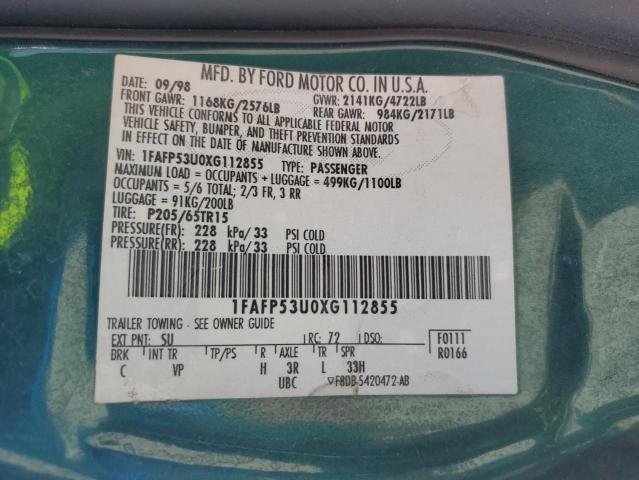 MFD. BY FORD MOTOR CO. IN U.S.A.
DATE: 09/98 GVWR: 2141KG/4722LB
FRONT GAWR: 1168KG/2576LB REAR GAWR: 984KG/2171LB
THIS VEHICLE CONFORMS TO ALL APPLICABLE FEDERAL MOTOR
VEHICLE SAFETY, BUMPER, AND THEFT PREVENTION STANDARDS
IN EFFECT ON THE DATE OF MANUFACTURE SHOWN ABOVE.
VIN: 1FAFP53U0XG112855 TYPE: PASSENGER
MAXIMUM LOAD = OCCUPANTS + LUGGAGE = 499KG/1100LB
OCCUPANTS = 5/6 TOTAL; 2/3 FR, 3 RR
LUGGAGE = 91KG/200LB
TIRE: P205/65TR15
PRESSURE(FR): 228 kPa/ 33 PSI COLD
PRESSURE(RR): 228 kPa/ 33 PSI COLD
1FAFP53U0XG112855
TRAILER TOWING - SEE OWNER GUIDE
EXT PNT: SU RC: 72 DSO: F0111
BRK INT TR TP/PS R AXLE TR SPR R0166
C VP H 3R L 33H
UBC ▽F8DB-5420472-AB